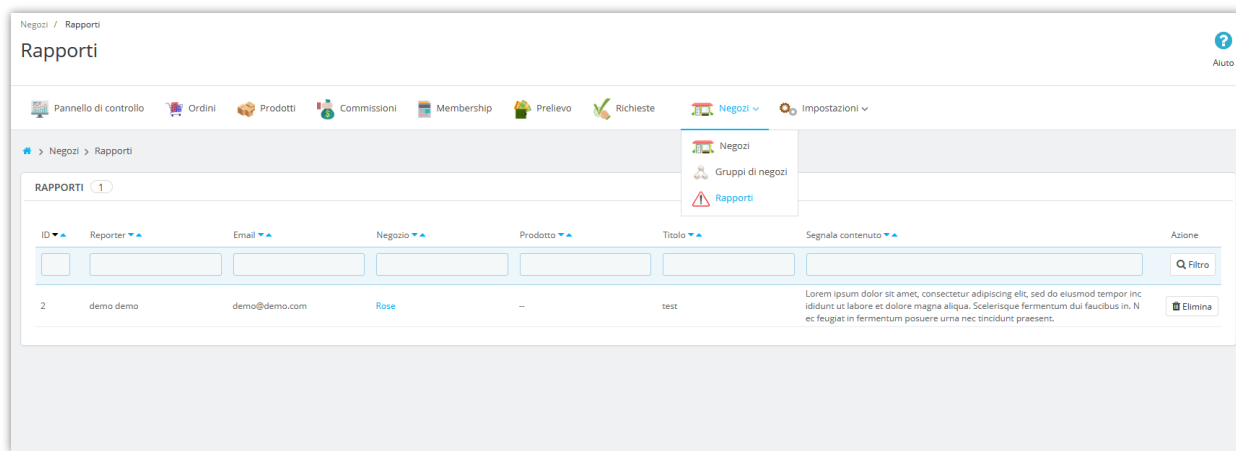 Negozi / Rapporti
Rapporti
Aiuto
Pannello di controllo Ordini Prodotti Commissioni Membership Prelievo Richieste Negozi Impostazioni
Negozi > Rapporti
Negozi
Gruppi di negozi
Rapporti
RAPPORTI 1
ID Reporter Email Negozio Prodotto Titolo Segnala contenuto Azione
Filtro
2 demo demo demo@demo.com Rose -- test
Lorem ipsum dolor sit amet, consectetur adipiscing elit, sed do eiusmod tempor inc
ididunt ut labore et dolore magna aliqua. Scelerisque fermentum dui faucibus in. N
ec feugiat in fermentum posuere urna nec tincidunt praesent.
Elimina